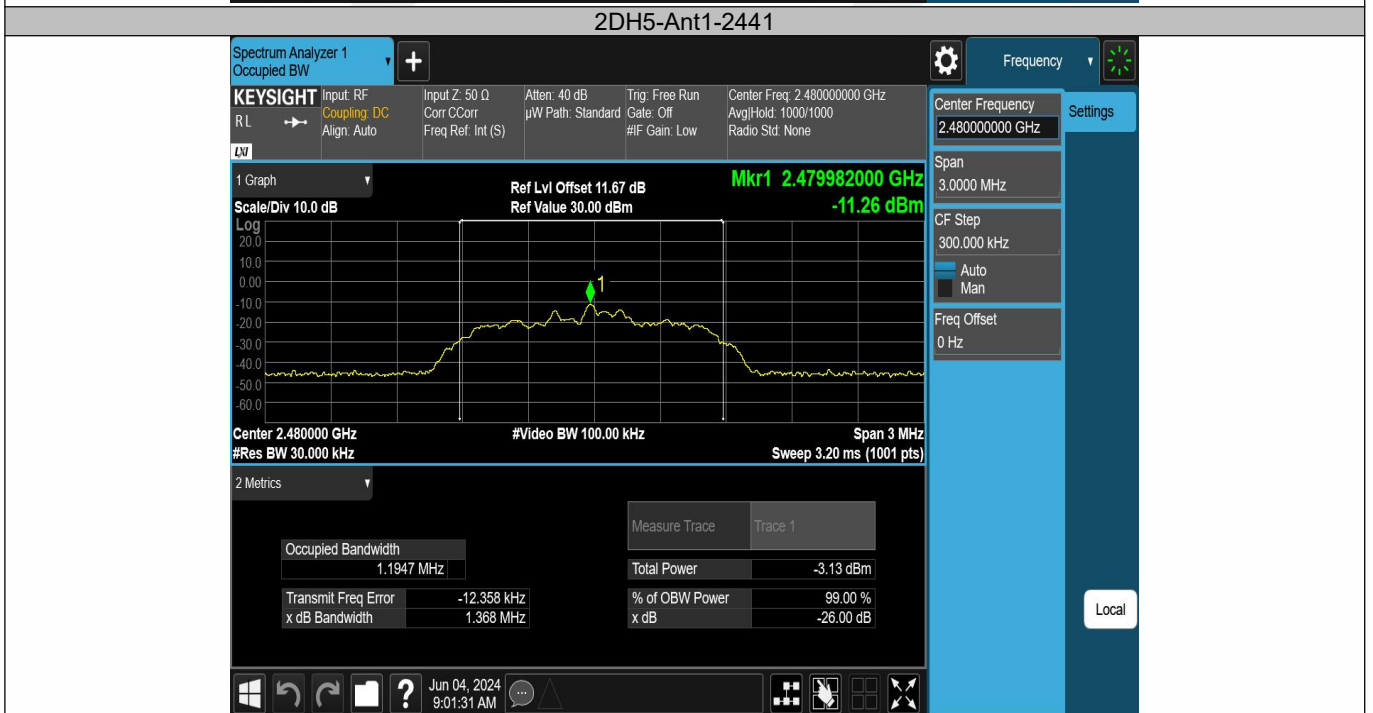 2DH5-Ant1-2441
Spectrum Analyzer 1
Occupied BW
+
Frequency
KEYSIGHT
RL
LXI
Input: RF
Coupling: DC
Align: Auto
Input Z: 50 Ω
Corr CCorr
Freq Ref: Int (S)
Atten: 40 dB
µW Path: Standard
Trig: Free Run
Gate: Off
#IF Gain: Low
Center Freq: 2.480000000 GHz
Avg|Hold: 1000/1000
Radio Std: None
Center Frequency
2.480000000 GHz
Settings
Span
3.0000 MHz
CF Step
300.000 kHz
Auto
Man
Freq Offset
0 Hz
Local
1 Graph
Scale/Div 10.0 dB
Ref Lvl Offset 11.67 dB
Ref Value 30.00 dBm
Mkr1 2.479982000 GHz
-11.26 dBm
Log
20.0
10.0
0.00
-10.0
-20.0
-30.0
-40.0
-50.0
-60.0
1
Center 2.480000 GHz
#Video BW 100.00 kHz
Span 3 MHz
#Res BW 30.000 kHz
Sweep 3.20 ms (1001 pts)
2 Metrics
Measure Trace Trace 1
Occupied Bandwidth
1.1947 MHz
Total Power -3.13 dBm
Transmit Freq Error -12.358 kHz
% of OBW Power 99.00 %
x dB Bandwidth 1.368 MHz
x dB -26.00 dB
?
Jun 04, 2024
9:01:31 AM